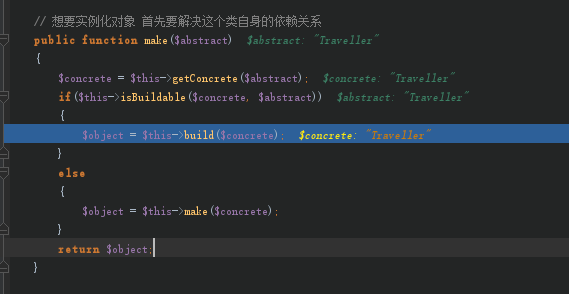 // 想要实例化对象 首先要解决这个类自身的依赖关系
public function make($abstract)  $abstract: "Traveller"
{
    $concrete = $this->getConcrete($abstract);  $concrete: "Traveller"
    if($this->isBuildable($concrete, $abstract))  $abstract: "Traveller"
    {
        $object = $this->build($concrete);  $concrete: "Traveller"
    }
    else
    {
        $object = $this->make($concrete);
    }
    return $object;
}